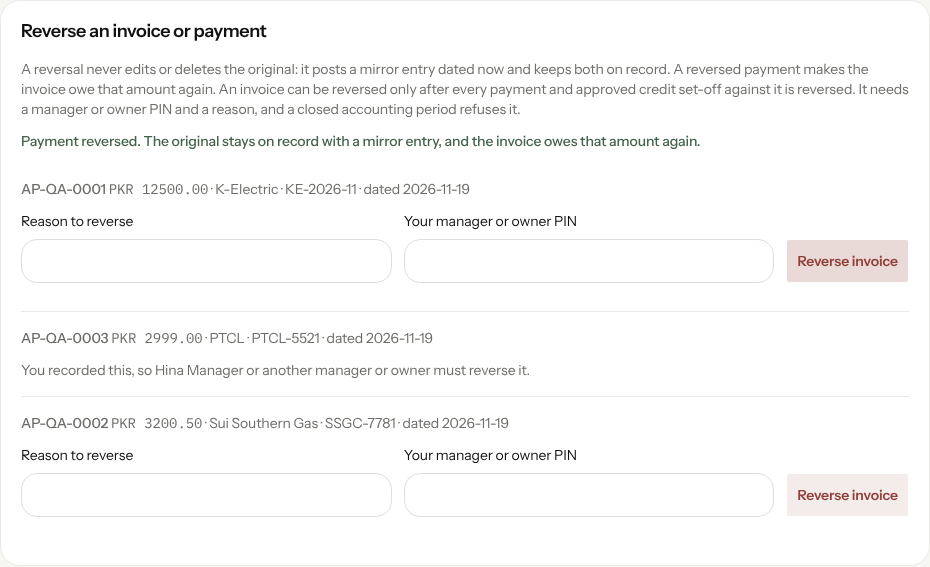 Reverse an invoice or payment
A reversal never edits or deletes the original: it posts a mirror entry dated now and keeps both on record. A reversed payment makes the
invoice owe that amount again. An invoice can be reversed only after every payment and approved credit set-off against it is reversed. It needs
a manager or owner PIN and a reason, and a closed accounting period refuses it.
Payment reversed. The original stays on record with a mirror entry, and the invoice owes that amount again.
AP-QA-0001 PKR 12500.00 · K-Electric · KE-2026-11 · dated 2026-11-19
Reason to reverse Your manager or owner PIN
Reverse invoice
AP-QA-0003 PKR 2999.00 · PTCL · PTCL-5521 · dated 2026-11-19
You recorded this, so Hina Manager or another manager or owner must reverse it.
AP-QA-0002 PKR 3200.50 · Sui Southern Gas · SSGC-7781 · dated 2026-11-19
Reason to reverse Your manager or owner PIN
Reverse invoice